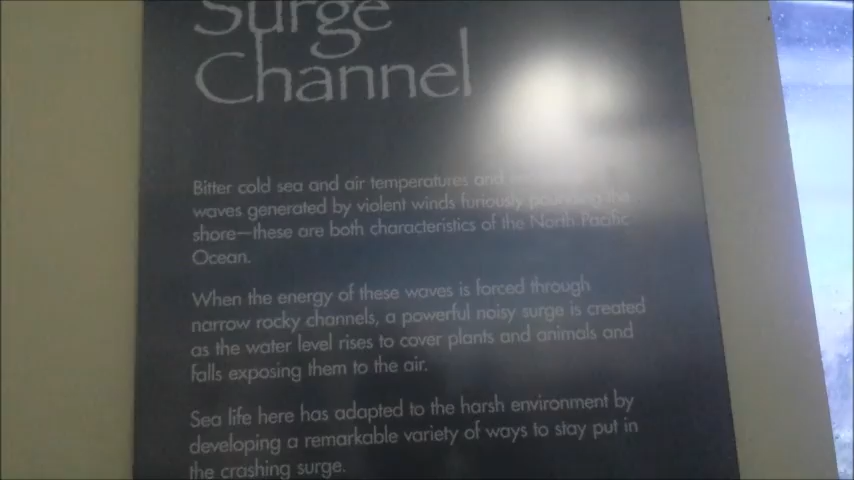 Surge
Channel
Bitter cold sea and air temperatures and
waves generated by violent winds furiously pounding the
shore—these are both characteristics of the North Pacific
Ocean.
When the energy of these waves is forced through
narrow rocky channels, a powerful noisy surge is created
as the water level rises to cover plants and animals and
falls exposing them to the air.
Sea life here has adapted to the harsh environment by
developing a remarkable variety of ways to stay put in
the crashing surge.